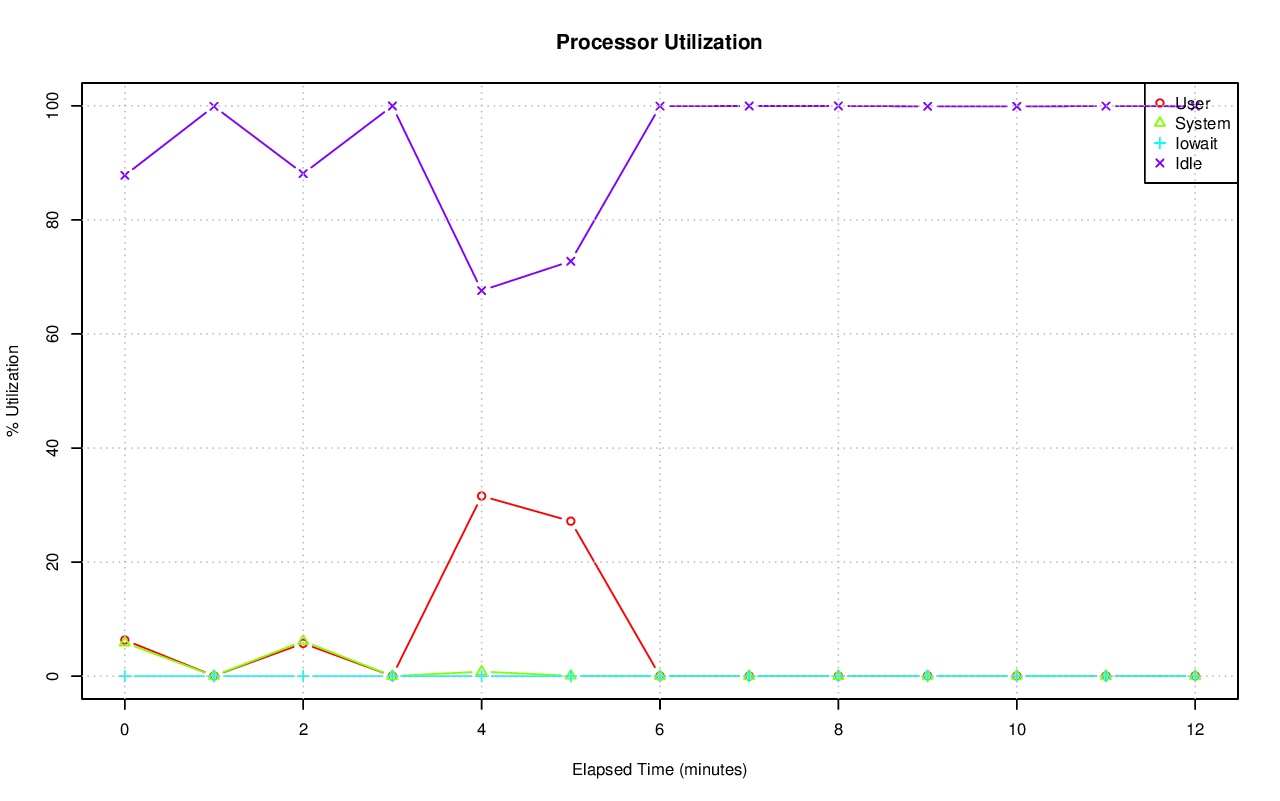 Processor Utilization
% Utilization
100
80
60
40
20
0
User
System
Iowait
Idle
0 2 4 6 8 10 12
Elapsed Time (minutes)